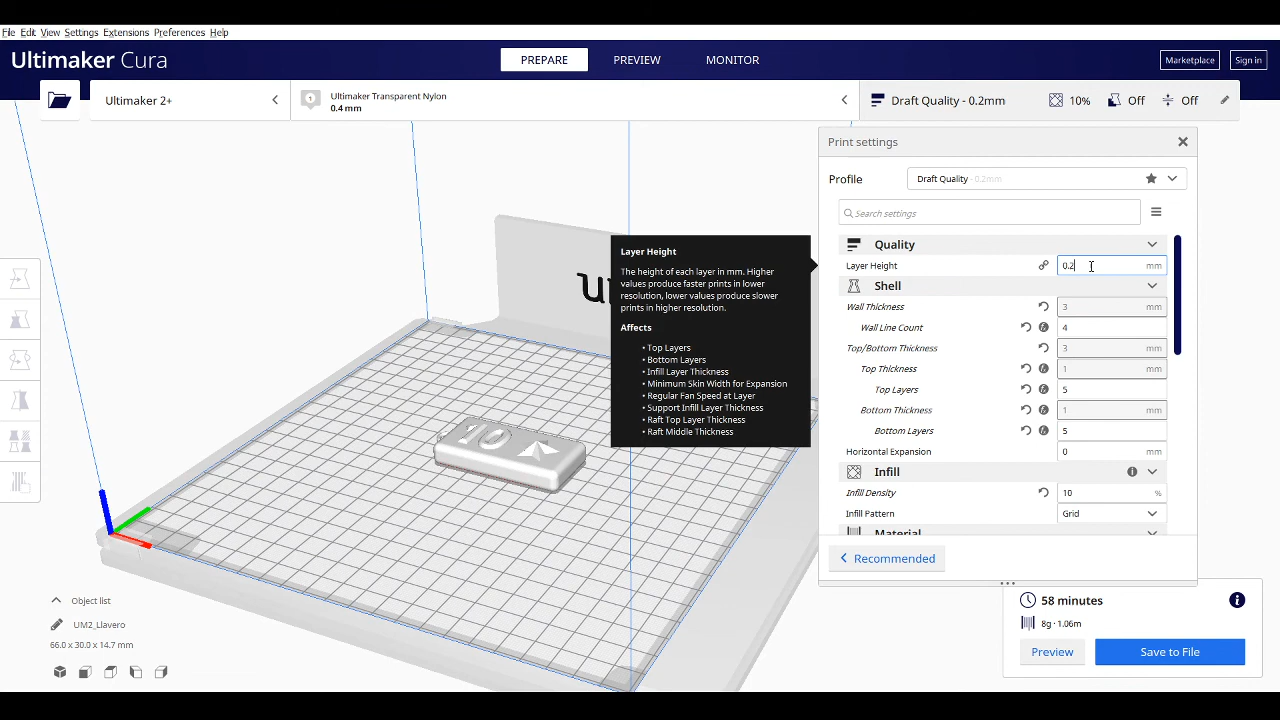 File Edit View Settings Extensions Preferences Help
Ultimaker Cura
PREPARE
PREVIEW
MONITOR
Marketplace
Sign in
Ultimaker 2+
1
Ultimaker Transparent Nylon
0.4 mm
Draft Quality - 0.2mm
10%
Off
Off
Print settings
Profile
Draft Quality - 0.2mm
Search settings
Quality
Layer Height
0.2
mm
Shell
Wall Thickness
3
mm
Wall Line Count
4
Top/Bottom Thickness
3
mm
Top Thickness
1
mm
Top Layers
5
Bottom Thickness
1
mm
Bottom Layers
5
Horizontal Expansion
0
mm
Infill
Infill Density
10
%
Infill Pattern
Grid
Material
Recommended
Layer Height
The height of each layer in mm. Higher
values produce faster prints in lower
resolution, lower values produce slower
prints in higher resolution.
Affects
• Top Layers
• Bottom Layers
• Infill Layer Thickness
• Minimum Skin Width for Expansion
• Regular Fan Speed at Layer
• Support Infill Layer Thickness
• Raft Top Layer Thickness
• Raft Middle Thickness
10
Object list
UM2_Llavero
66.0 x 30.0 x 14.7 mm
58 minutes
8g · 1.06m
Preview
Save to File